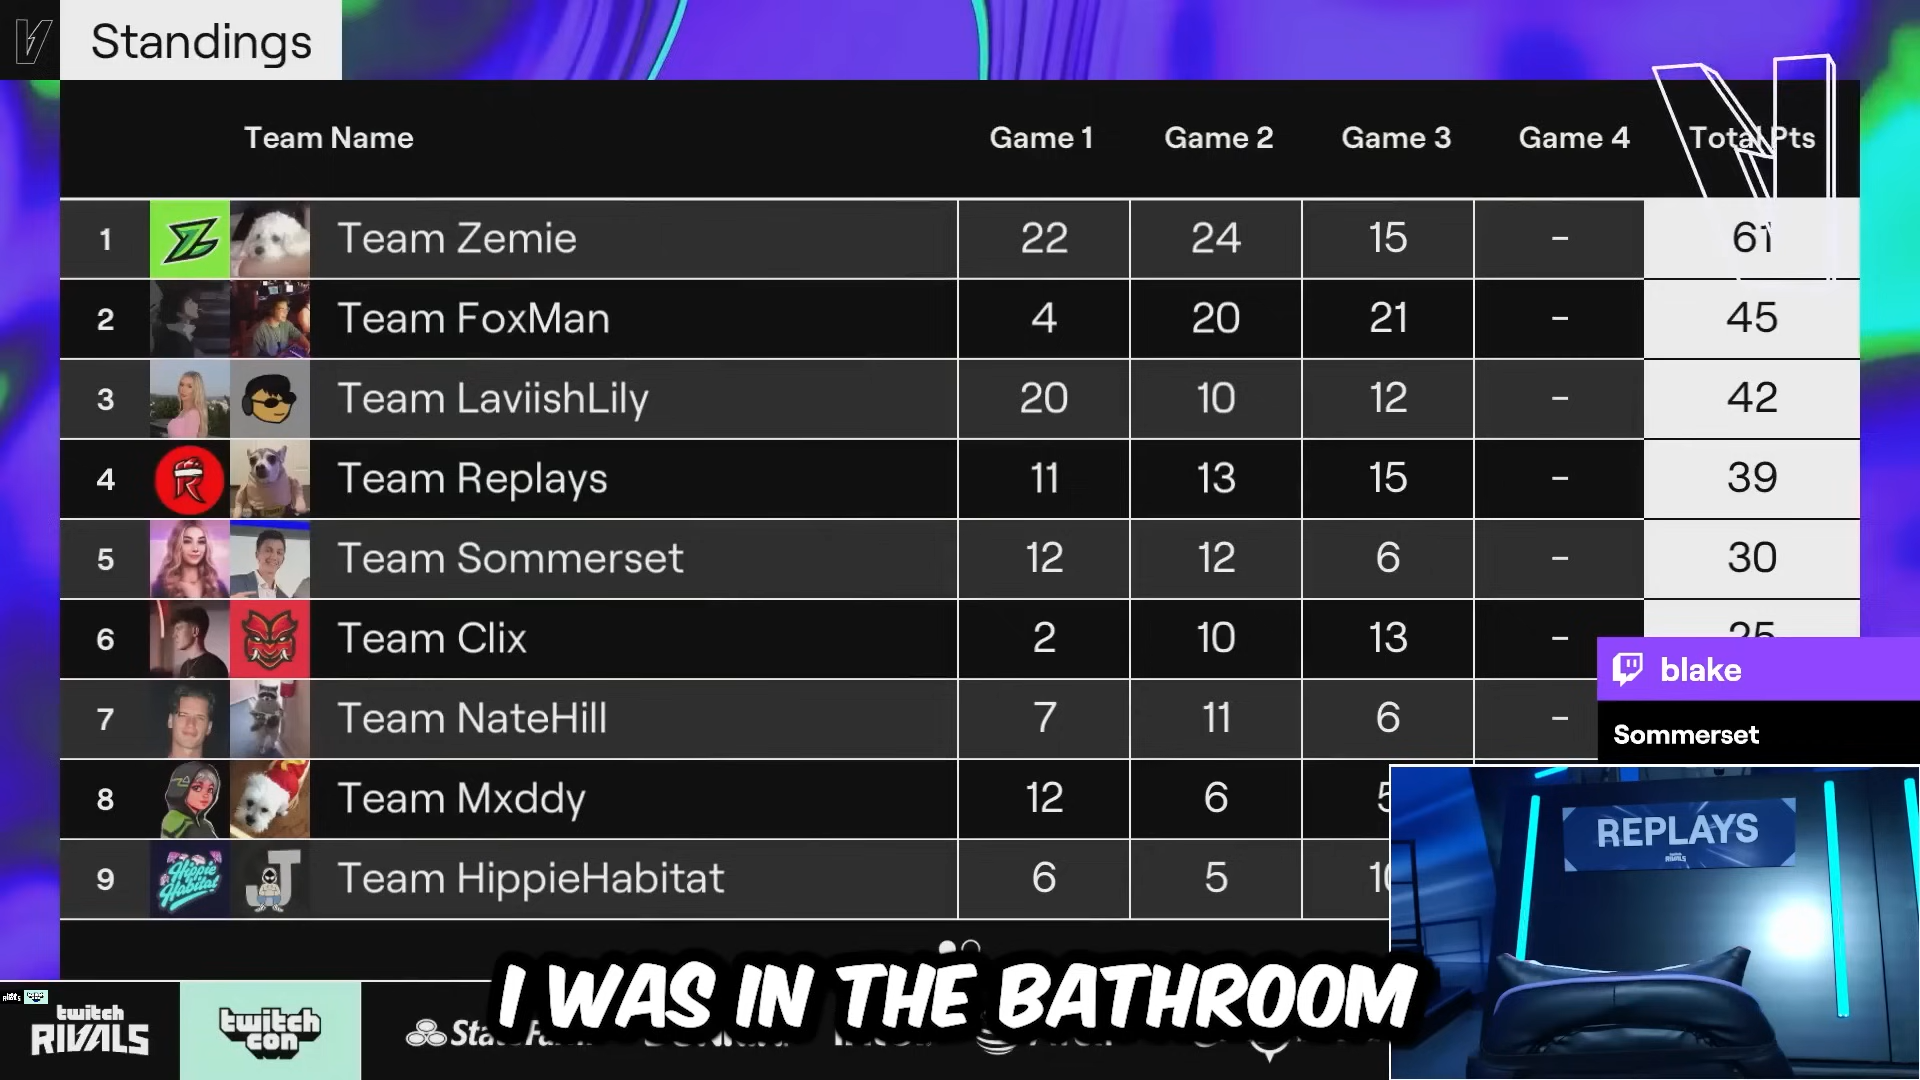 Standings
Team Name Game 1 Game 2 Game 3 Game 4 Total Pts
1 Team Zemie 22 24 15 - 61
2 Team FoxMan 4 20 21 - 45
3 Team LaviishLily 20 10 12 - 42
4 Team Replays 11 13 15 - 39
5 Team Sommerset 12 12 6 - 30
6 Team Clix 2 10 13 - 25
7 Team NateHill 7 11 6 -
8 Team Mxddy 12 6 5
9 Hippie Habitat J Team HippieHabitat 6 5
blake
Sommerset
REPLAYS
I WAS IN THE BATHROOM
twitch
RIVALS
twitch
con